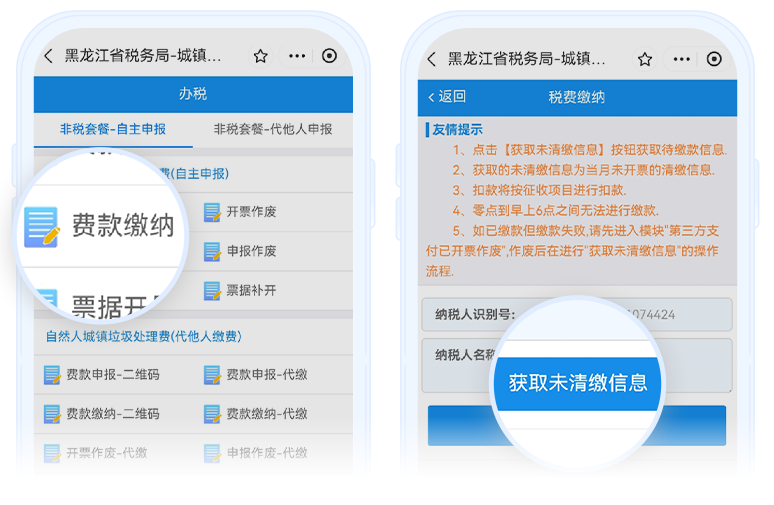 黑龙江省税务局-城镇...
办税
非税套餐-自主申报
非税套餐-代他人申报
费(自主申报)
费款缴纳
开票作废
申报作废
票据补开
自然人城镇垃圾处理费(代他人缴费)
费款申报-二维码
费款申报-代缴
费款缴纳-二维码
费款缴纳-代缴
开票作废-代缴
申报作废-代缴
黑龙江省税务局-城镇...
返回
税费缴纳
友情提示
1、点击【获取未清缴信息】按钮获取待缴款信息.
2、获取的未清缴信息为当月未开票的清缴信息.
3、扣款将按征收项目进行扣款.
4、零点到早上6点之间无法进行缴款.
5、如已缴款但缴款失败,请先进入模块"第三方支
付已开票作废",作废后在进行"获取未清缴信息"的操作
流程.
纳税人识别号:
074424
纳税人名称
获取未清缴信息